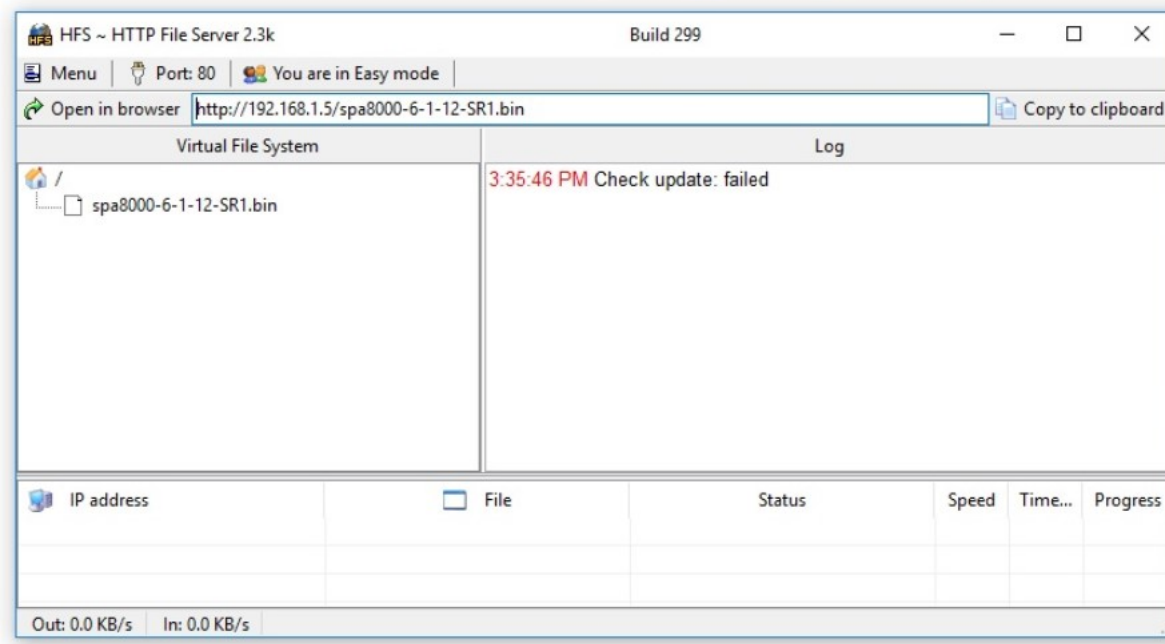 HFS ~ HTTP File Server 2.3k Build 299
Menu Port: 80 You are in Easy mode
Open in browser http://192.168.1.5/spa8000-6-1-12-SR1.bin Copy to clipboard
Virtual File System Log
/ 3:35:46 PM Check update: failed
spa8000-6-1-12-SR1.bin
IP address File Status Speed Time... Progress
Out: 0.0 KB/s In: 0.0 KB/s